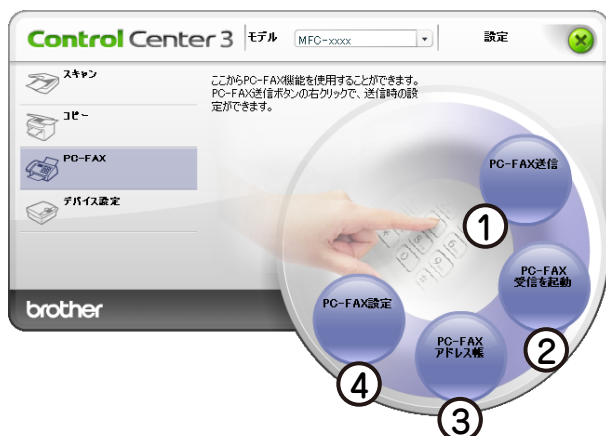 Control Center 3
モデル
MFC-xxxx
設定
スキャン
コピー
PC-FAX
デバイス設定
ここからPC-FAX機能を使用することができます。
PC-FAX送信ボタンの右クリックで、送信時の設
定ができます。
PC-FAX送信
①
PC-FAX
受信を起動
②
PC-FAX
アドレス帳
③
PC-FAX設定
④
brother